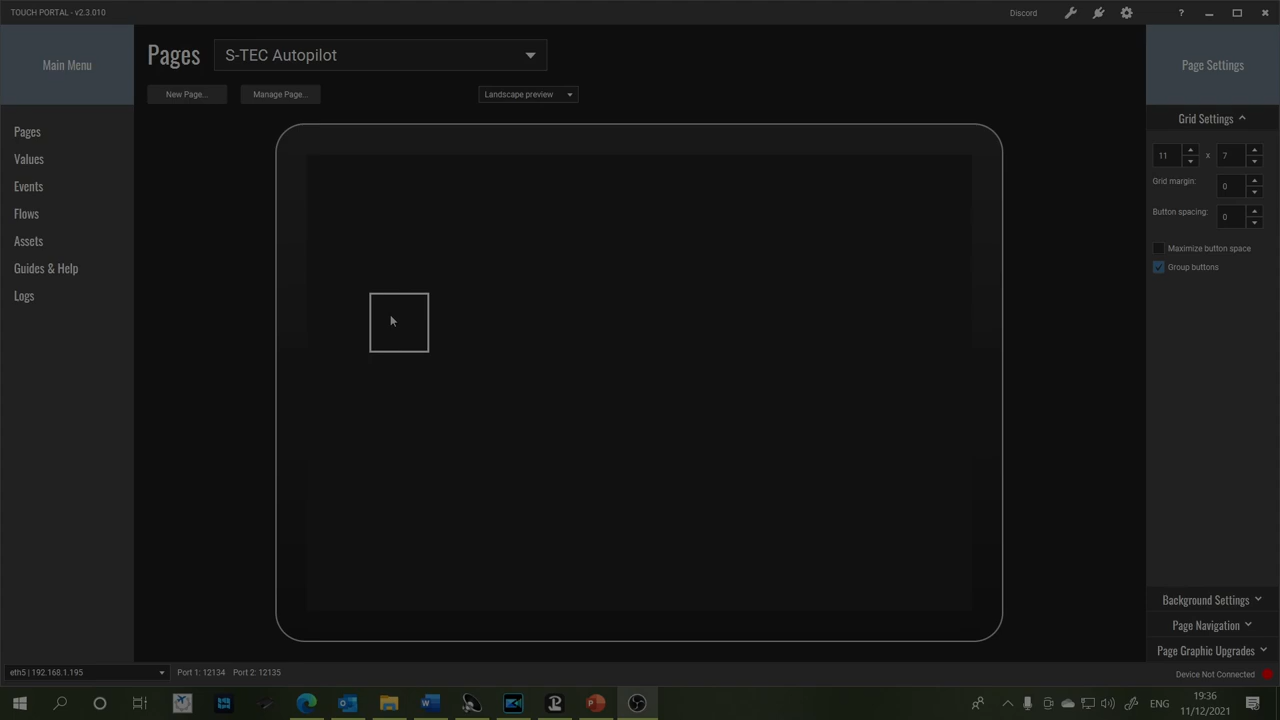 TOUCH PORTAL - v2.3.010
Discord
?
Main Menu
Pages
S-TEC Autopilot
Page Settings
New Page...
Manage Page...
Landscape preview
Grid Settings
Pages
Values
Events
Flows
Assets
Guides & Help
Logs
11 x 7
Grid margin: 0
Button spacing: 0
Maximize button space
Group buttons
Background Settings
Page Navigation
Page Graphic Upgrades
eth5 | 192.168.1.195
Port 1: 12134 Port 2: 12135
Device Not Connected
ENG
19:36
11/12/2021